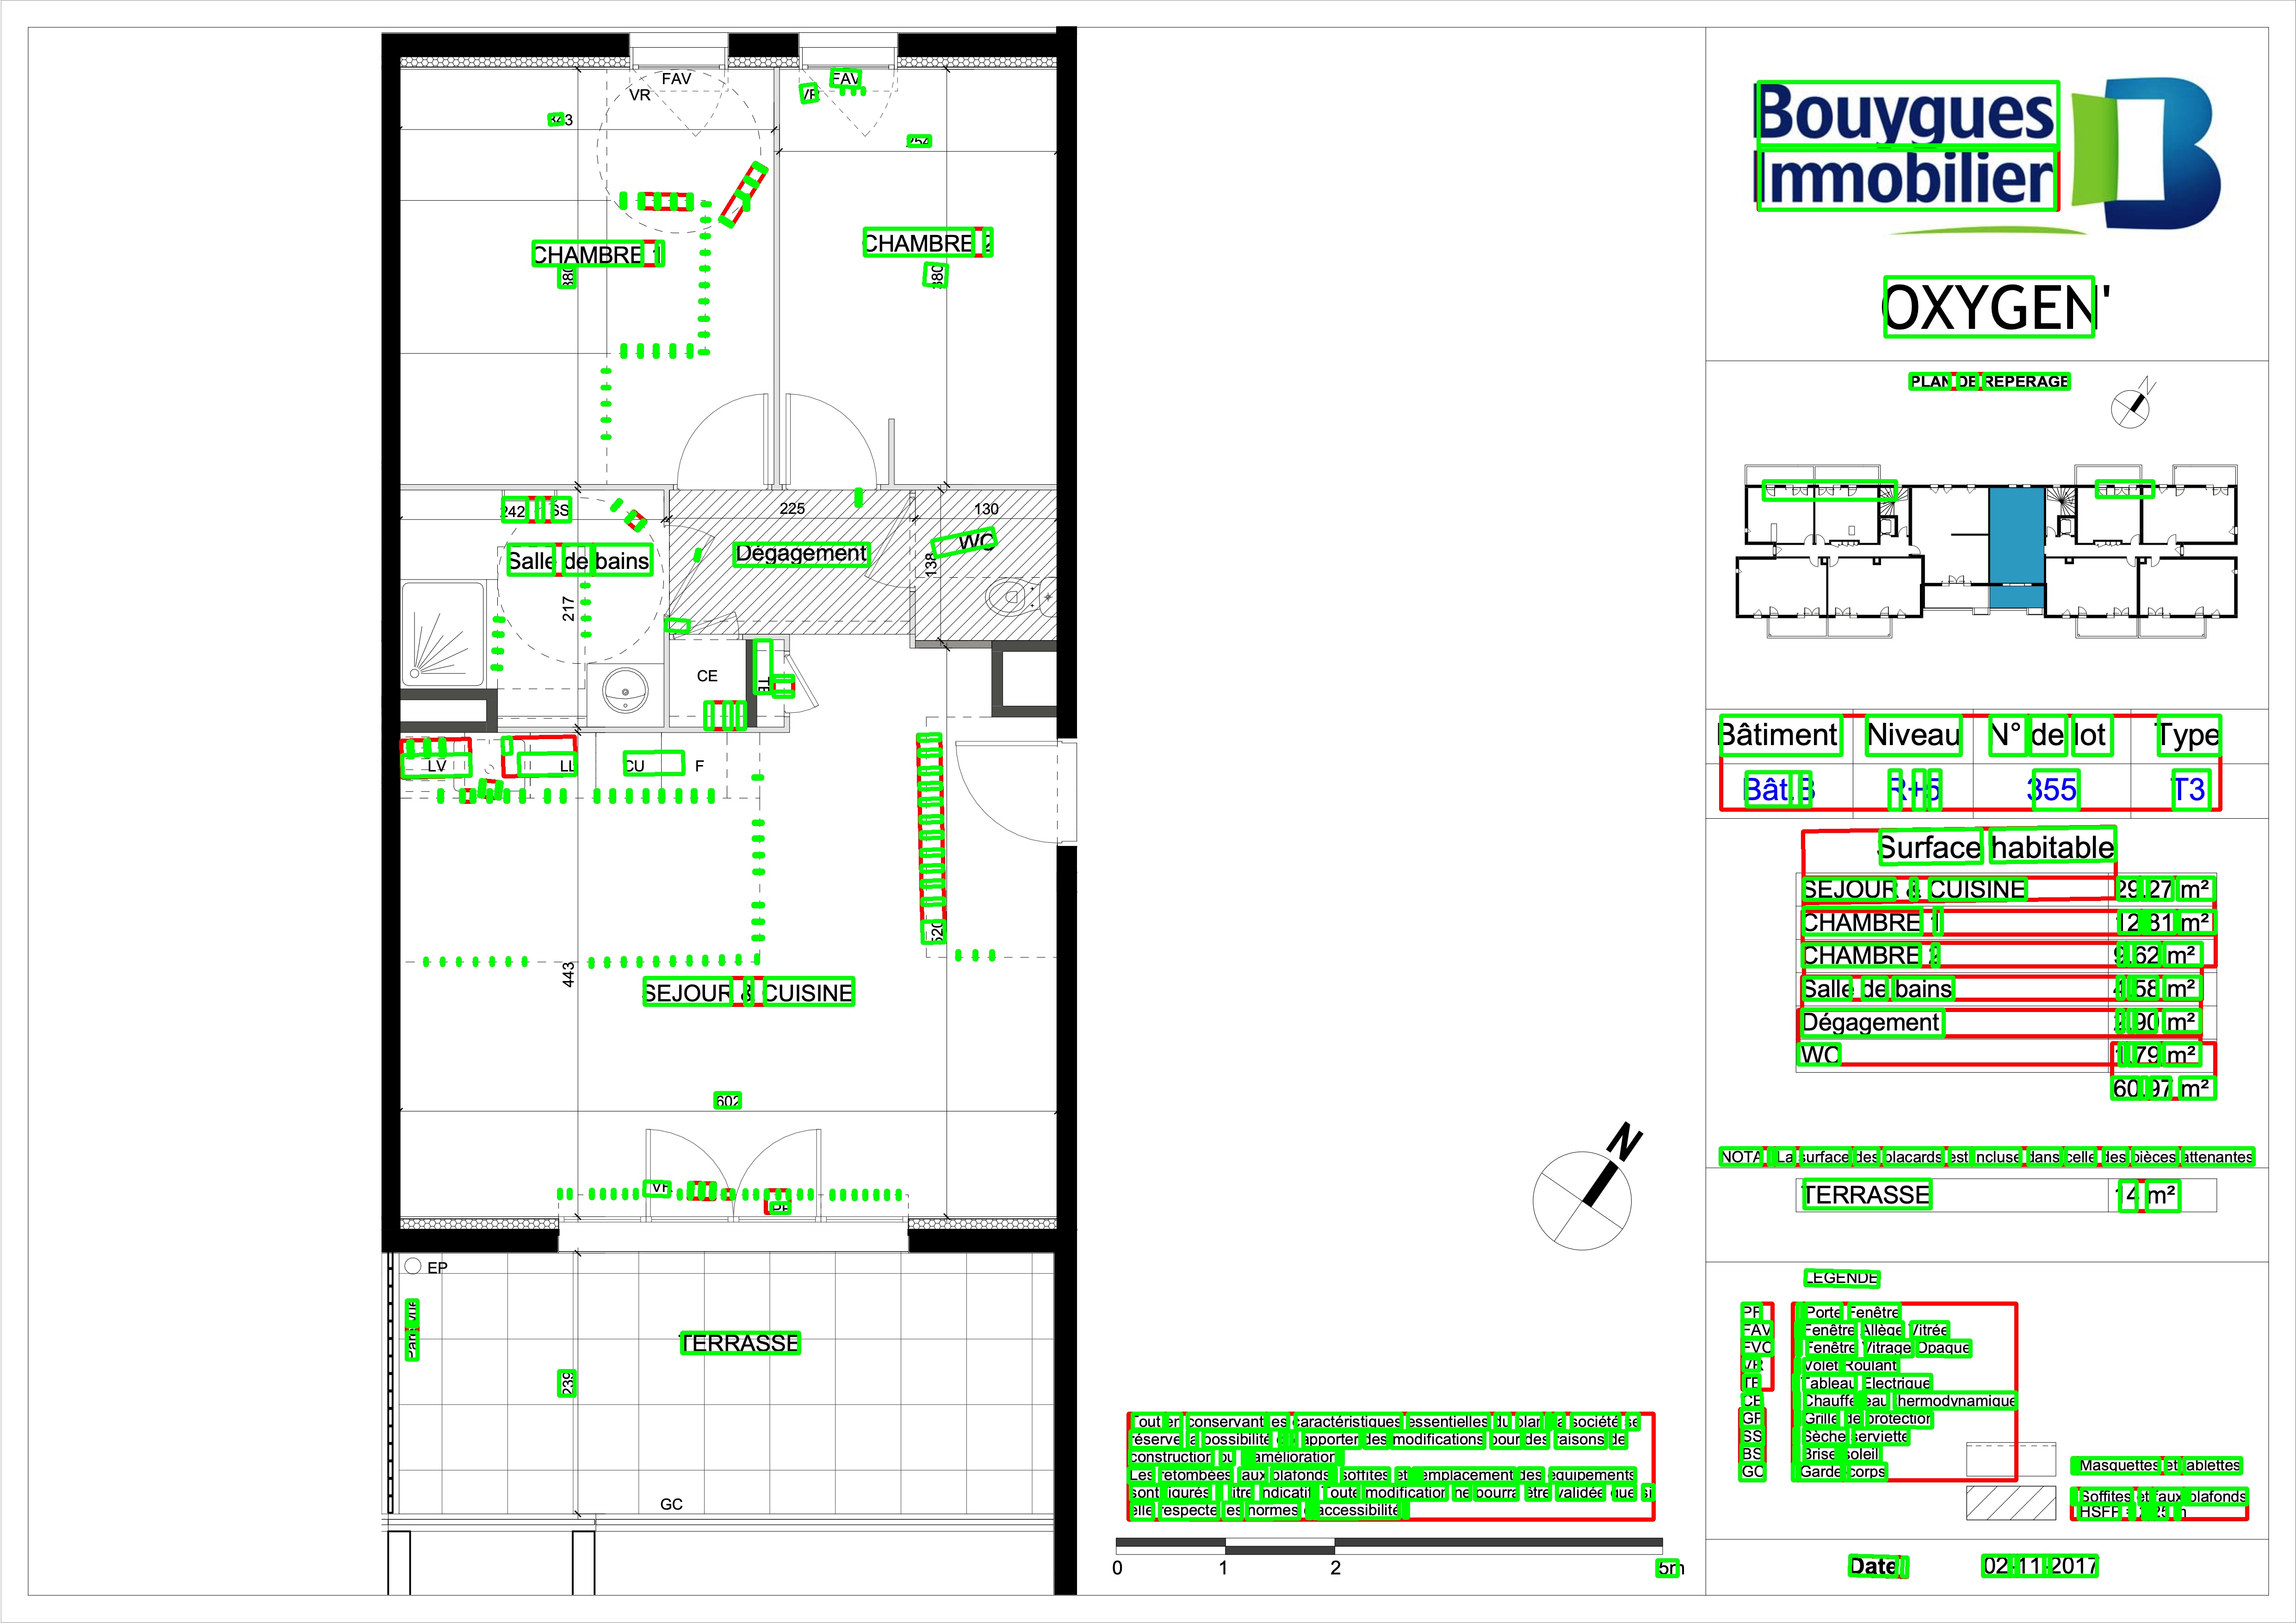 FAV
VR
FAV
VR
343
254
CHAMBRE 1
380
CHAMBRE 2
380
242
SS
225
130
Salle de bains
Dégagement
WC
138
217
CE
TE
LV
LL
CU
F
520
443
SEJOUR & CUISINE
602
VR
PF
EP
Pare vue
TERRASSE
239
GC
N
Tout en conservant les caractéristiques essentielles du plan, la société se
réserve la possibilité d'y apporter des modifications pour des raisons de
construction ou d'amélioration.
Les retombées, faux plafonds, soffites et emplacement des équipements
sont figurés à titre indicatif. Toute modification ne pourra être validée que si
elle respecte les normes d'accessibilité.
0 1 2 5m
Bouygues
Immobilier
OXYGEN'
PLAN DE REPERAGE
N
Bâtiment Niveau N° de lot Type
Bât.B R+5 355 T3
Surface habitable
SEJOUR & CUISINE 29.27 m²
CHAMBRE 1 12.81 m²
CHAMBRE 2 9.62 m²
Salle de bains 4.58 m²
Dégagement 2.90 m²
WC 1.79 m²
60.97 m²
NOTA : La surface des placards est incluse dans celle des pièces attenantes
TERRASSE 14 m²
LEGENDE
PF : Porte Fenêtre
FAV : Fenêtre Allège Vitrée
FVO : Fenêtre Vitrage Opaque
VR : Volet Roulant
TE : Tableau Electrique
CE : Chauffe eau thermodynamique
GP : Grille de protection
SS : Sèche serviette
BS : Brise soleil
GC : Garde-corps
: Masquettes et tablettes
: Soffites et faux plafonds
HSFP = 2.25 m
Date : 02-11-2017